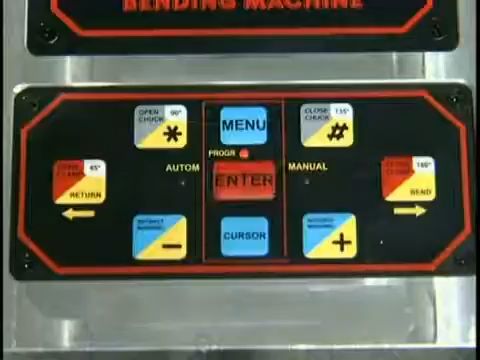 BENDING MACHINE
OPEN CHUCK 90°
*
MENU
CLOSE CHUCK 135°
#
PROGR
AUTOM
MANUAL
45°
RETURN
ENTER
180°
BEND
-
CURSOR
+